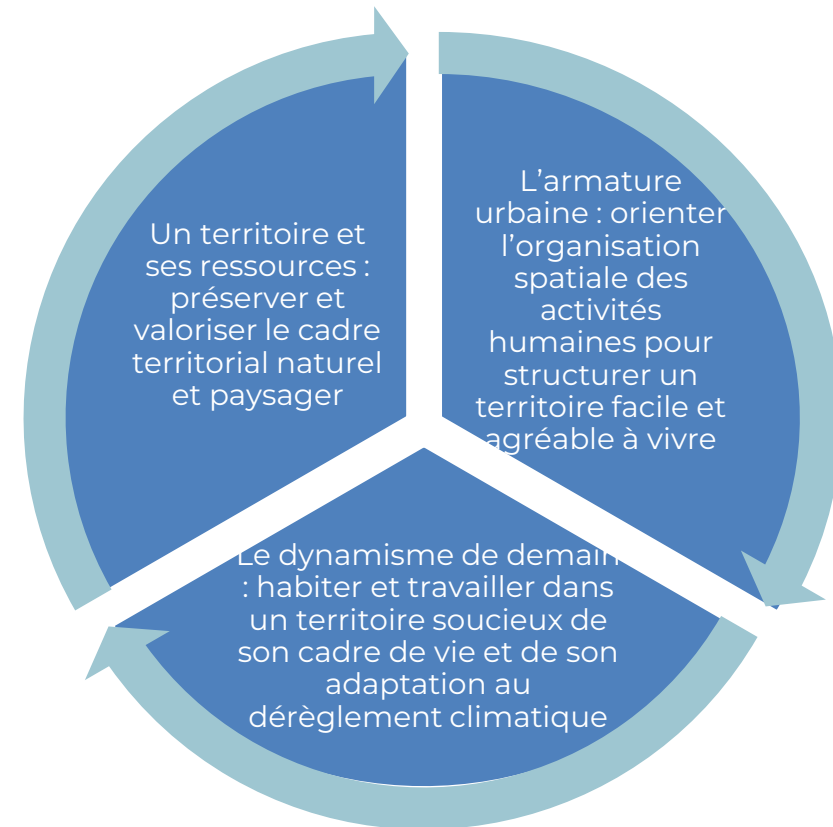 Un territoire et
ses ressources :
préserver et
valoriser le cadre
territorial naturel
et paysager
L’armature
urbaine : orienter
l’organisation
spatiale des
activités
humaines pour
structurer un
territoire facile et
agréable à vivre
Le dynamisme de demain
: habiter et travailler dans
un territoire soucieux de
son cadre de vie et de son
adaptation au
dérèglement climatique